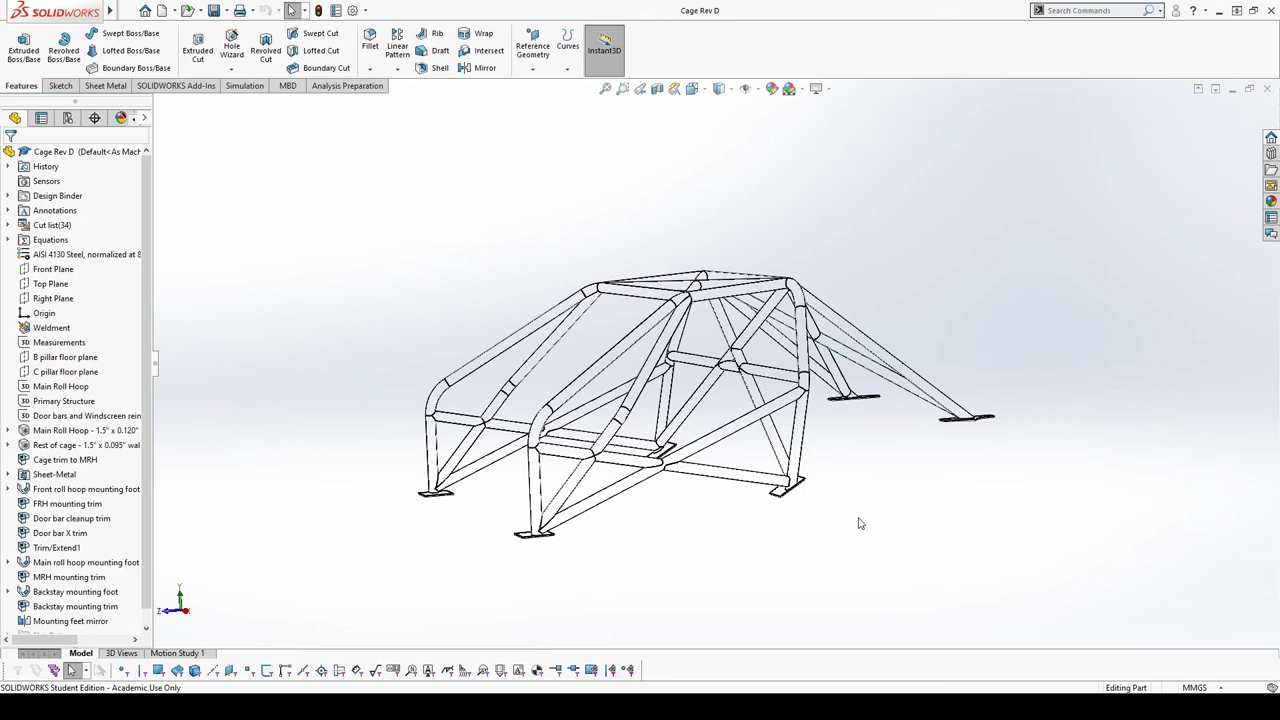 SOLIDWORKS
Cage Rev D
Search Commands
Extruded Boss/Base
Revolved Boss/Base
Swept Boss/Base
Lofted Boss/Base
Boundary Boss/Base
Extruded Cut
Hole Wizard
Revolved Cut
Swept Cut
Lofted Cut
Boundary Cut
Fillet
Linear Pattern
Rib
Draft
Shell
Wrap
Intersect
Mirror
Reference Geometry
Curves
Instant3D
Features
Sketch
Sheet Metal
SOLIDWORKS Add-Ins
Simulation
MBD
Analysis Preparation
Cage Rev D (Default<As Mach
History
Sensors
Design Binder
Annotations
Cut list(34)
Equations
AISI 4130 Steel, normalized at 8
Front Plane
Top Plane
Right Plane
Origin
Weldment
Measurements
B pillar floor plane
C pillar floor plane
Main Roll Hoop
Primary Structure
Door bars and Windscreen rein
Main Roll Hoop - 1.5" x 0.120"
Rest of cage - 1.5" x 0.095" wal
Cage trim to MRH
Sheet-Metal
Front roll hoop mounting foot
FRH mounting trim
Door bar cleanup trim
Door bar X trim
Trim/Extend1
Main roll hoop mounting foot
MRH mounting trim
Backstay mounting foot
Backstay mounting trim
Mounting feet mirror
Y
Z
Model
3D Views
Motion Study 1
SOLIDWORKS Student Edition - Academic Use Only
Editing Part
MMGS